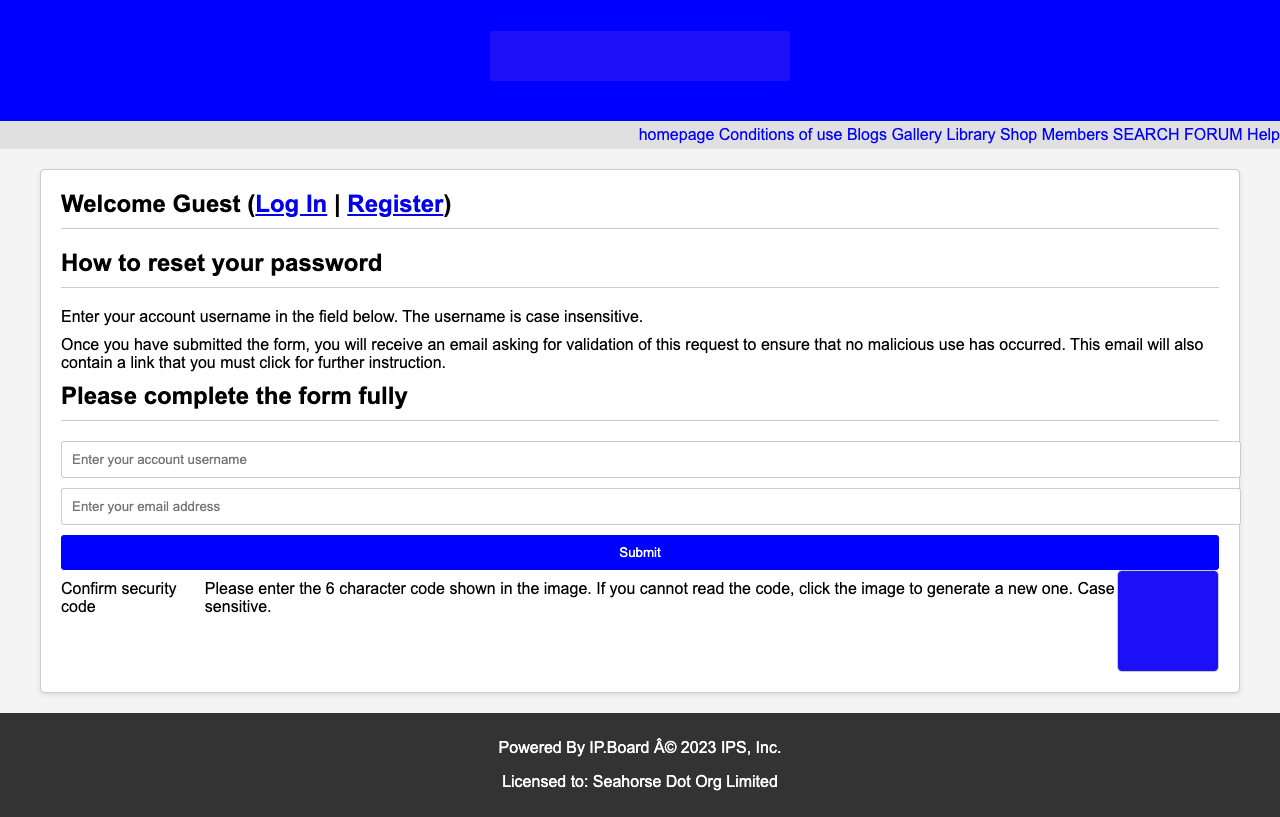 homepage Conditions of use Blogs Gallery Library Shop Members SEARCH FORUM Help
Welcome Guest (Log In | Register)
How to reset your password
Enter your account username in the field below. The username is case insensitive.
Once you have submitted the form, you will receive an email asking for validation of this request to ensure that no malicious use has occurred. This email will also
contain a link that you must click for further instruction.
Please complete the form fully
Enter your account username
Enter your email address
Submit
Confirm security
code
Please enter the 6 character code shown in the image. If you cannot read the code, click the image to generate a new one. Case
sensitive.
Powered By IP.Board Â© 2023 IPS, Inc.
Licensed to: Seahorse Dot Org Limited